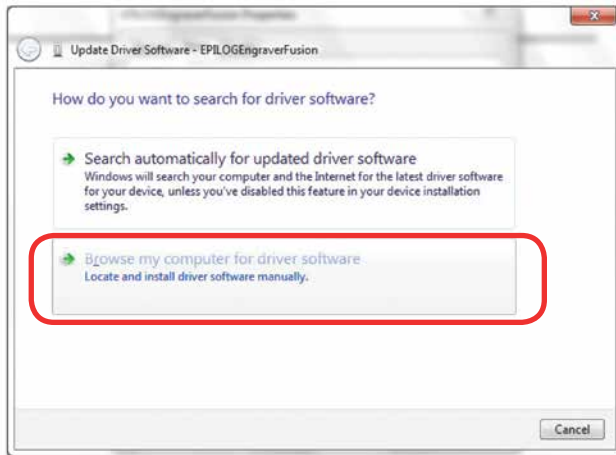 Update Driver Software - EPILOGEngraverFusion
How do you want to search for driver software?
Search automatically for updated driver software
Windows will search your computer and the Internet for the latest driver software
for your device, unless you've disabled this feature in your device installation
settings.
Browse my computer for driver software
Locate and install driver software manually.
Cancel